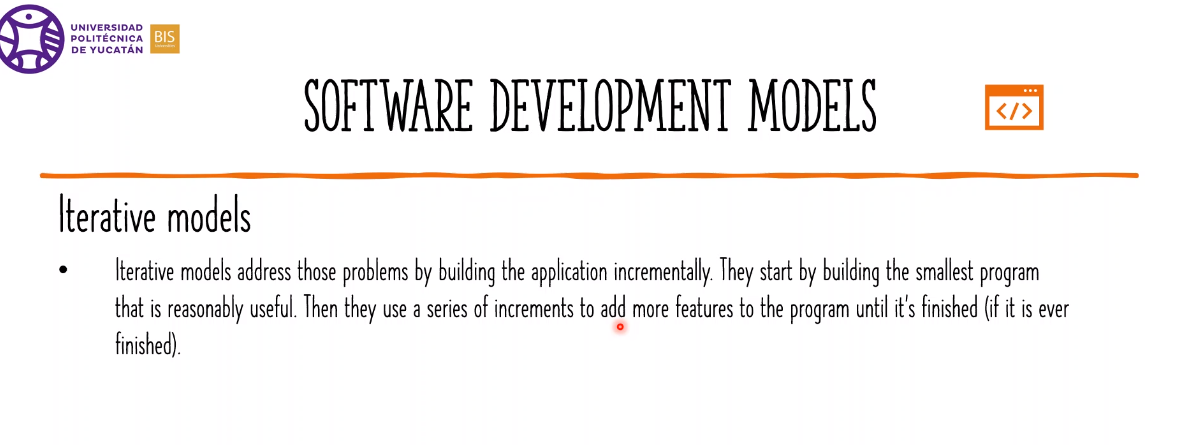 UNIVERSIDAD
POLITÉCNICA
DE YUCATÁN
BIS
SOFTWARE DEVELOPMENT MODELS
</>
Iterative models
• Iterative models address those problems by building the application incrementally. They start by building the smallest program
that is reasonably useful. Then they use a series of increments to add more features to the program until it's finished (if it is ever
finished).